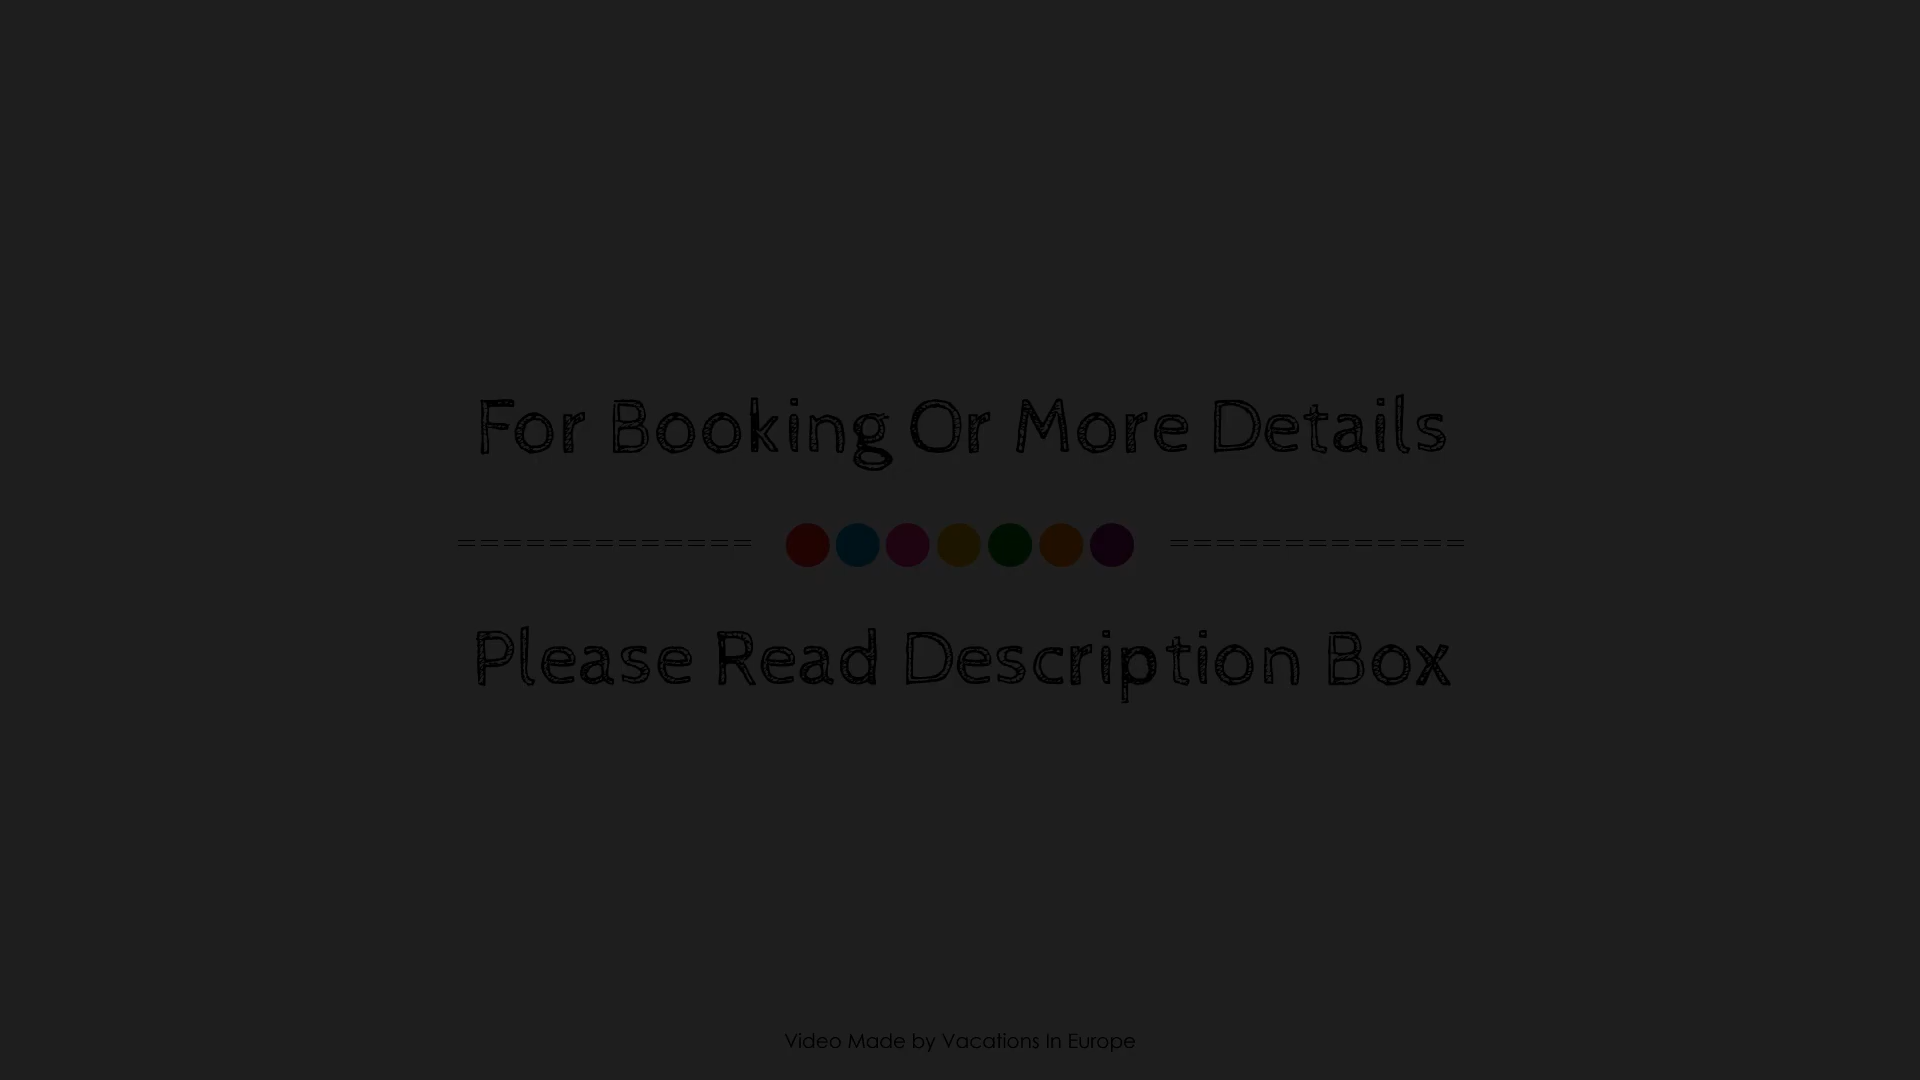 For Booking Or More Details
============= =============
Please Read Description Box
Video Made by Vacations In Europe